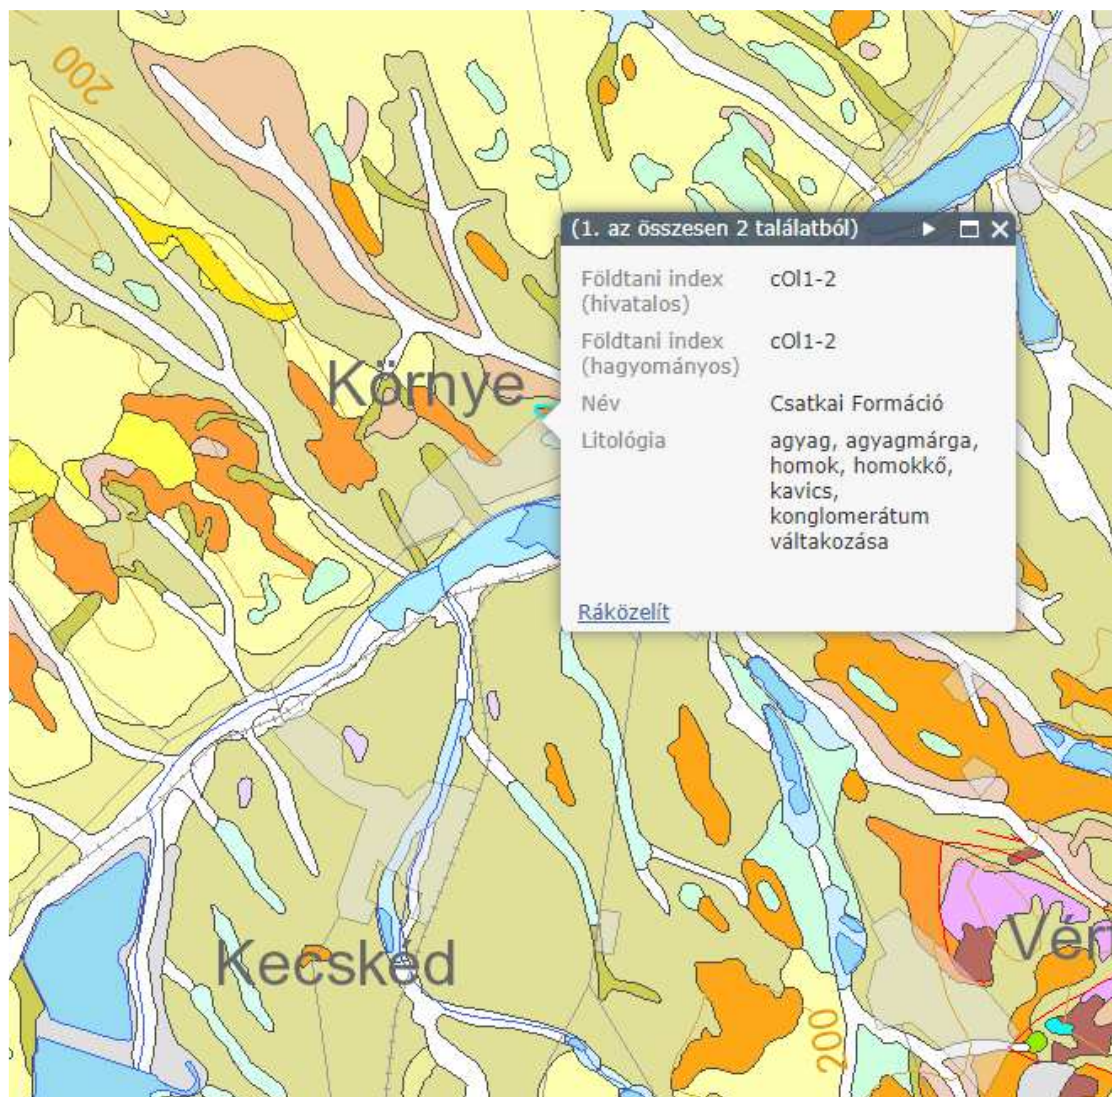 200
(1. az összesen 2 találatból)
Földtani index
(hivatalos)
cOl1-2
Földtani index
(hagyományos)
cOl1-2
Név
Csatkai Formáció
Litológia
agyag, agyagmárga,
homok, homokkő,
kavics,
konglomerátum
váltakozása
Ráközelít
Környe
Kecskéd
Vér
200